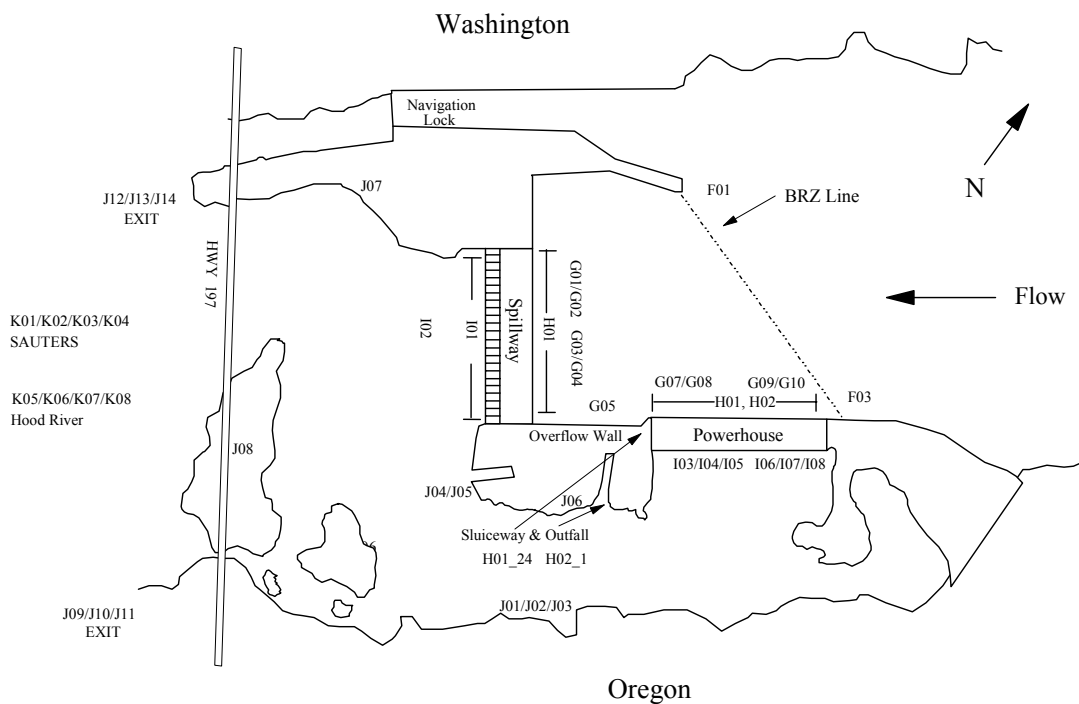 Washington
Navigation
Lock
N
J07
J12/J13/J14
EXIT
F01
BRZ Line
HWY 197
Flow
K01/K02/K03/K04
SAUTERS
I02
I01
Spillway
H01
G01/G02 G03/G04
K05/K06/K07/K08
Hood River
G07/G08
G09/G10
H01, H02
F03
G05
Overflow Wall
Powerhouse
J08
I03/I04/I05
I06/I07/I08
J04/J05
J06
Sluiceway & Outfall
H01_24 H02_1
J01/J02/J03
J09/J10/J11
EXIT
Oregon